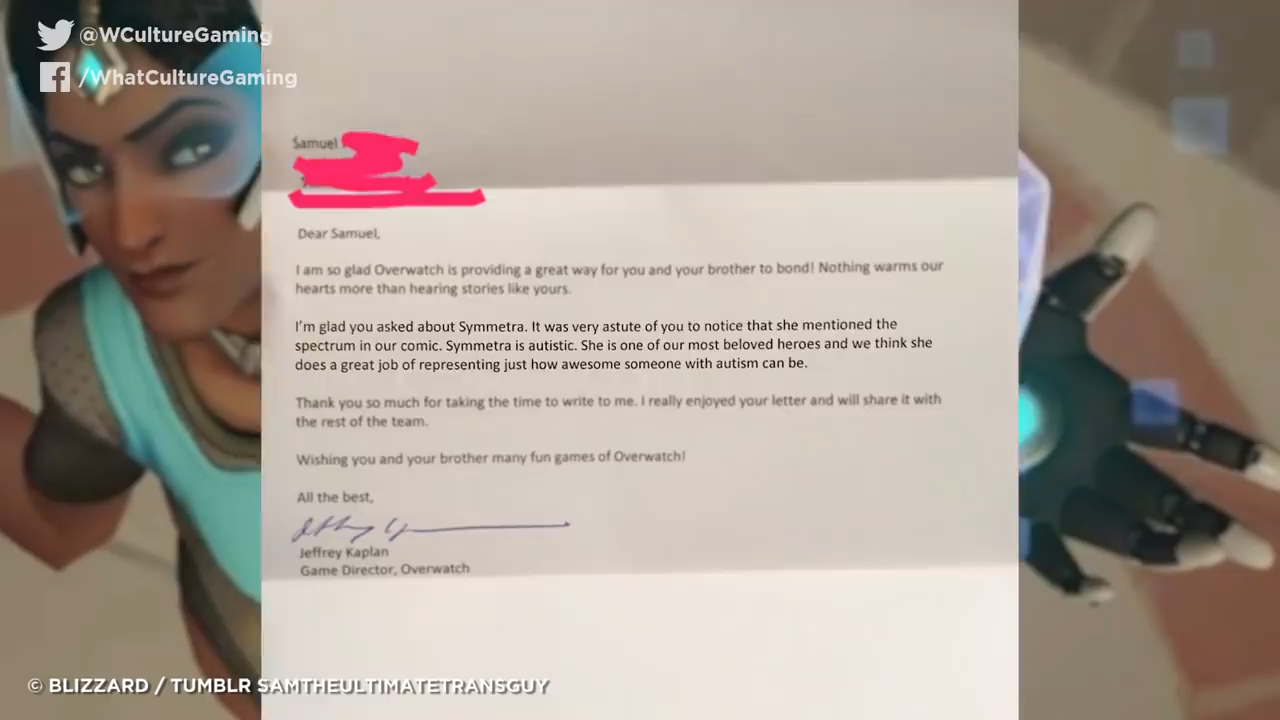 @WCultureGaming
/WhatCultureGaming
Samuel
Dear Samuel,
I am so glad Overwatch is providing a great way for you and your brother to bond! Nothing warms our
hearts more than hearing stories like yours.
I'm glad you asked about Symmetra. It was very astute of you to notice that she mentioned the
spectrum in our comic. Symmetra is autistic. She is one of our most beloved heroes and we think she
does a great job of representing just how awesome someone with autism can be.
Thank you so much for taking the time to write to me. I really enjoyed your letter and will share it with
the rest of the team.
Wishing you and your brother many fun games of Overwatch!
All the best,
Jeffrey Kaplan
Game Director, Overwatch
© BLIZZARD / TUMBLR SAMTHEULTIMATETRANSGUY